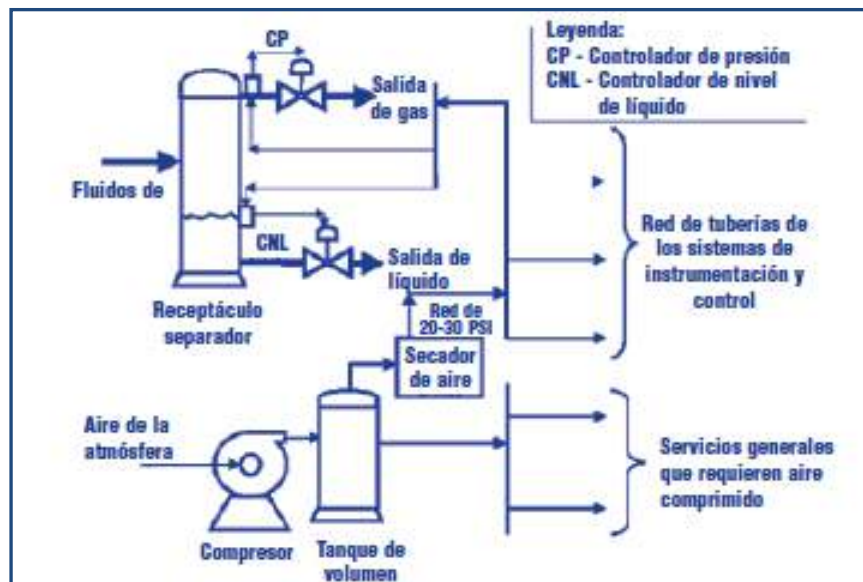 Leyenda:
CP - Controlador de presión
CNL - Controlador de nivel
de líquido
CP
Salida
de gas
Fluidos de
CNL
Salida de
líquido
Receptáculo
separador
Red de
20-30 PSI
Secador
de aire
Red de tuberías de
los sistemas de
instrumentación y
control
Aire de la
atmósfera
Compresor
Tanque de
volumen
Servicios generales
que requieren aire
comprimido